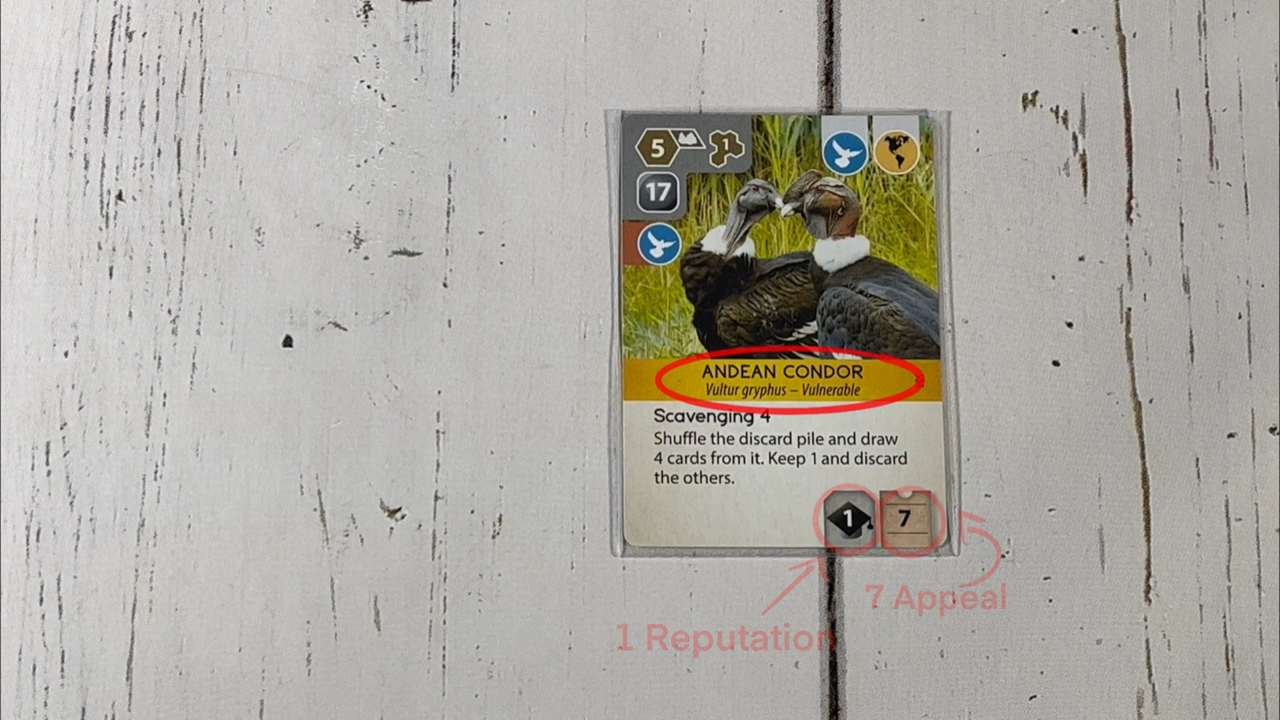 5
1
17
ANDEAN CONDOR
Vultur gryphus – Vulnerable
Scavenging 4
Shuffle the discard pile and draw
4 cards from it. Keep 1 and discard
the others.
1
7
7 Appeal
1 Reputation